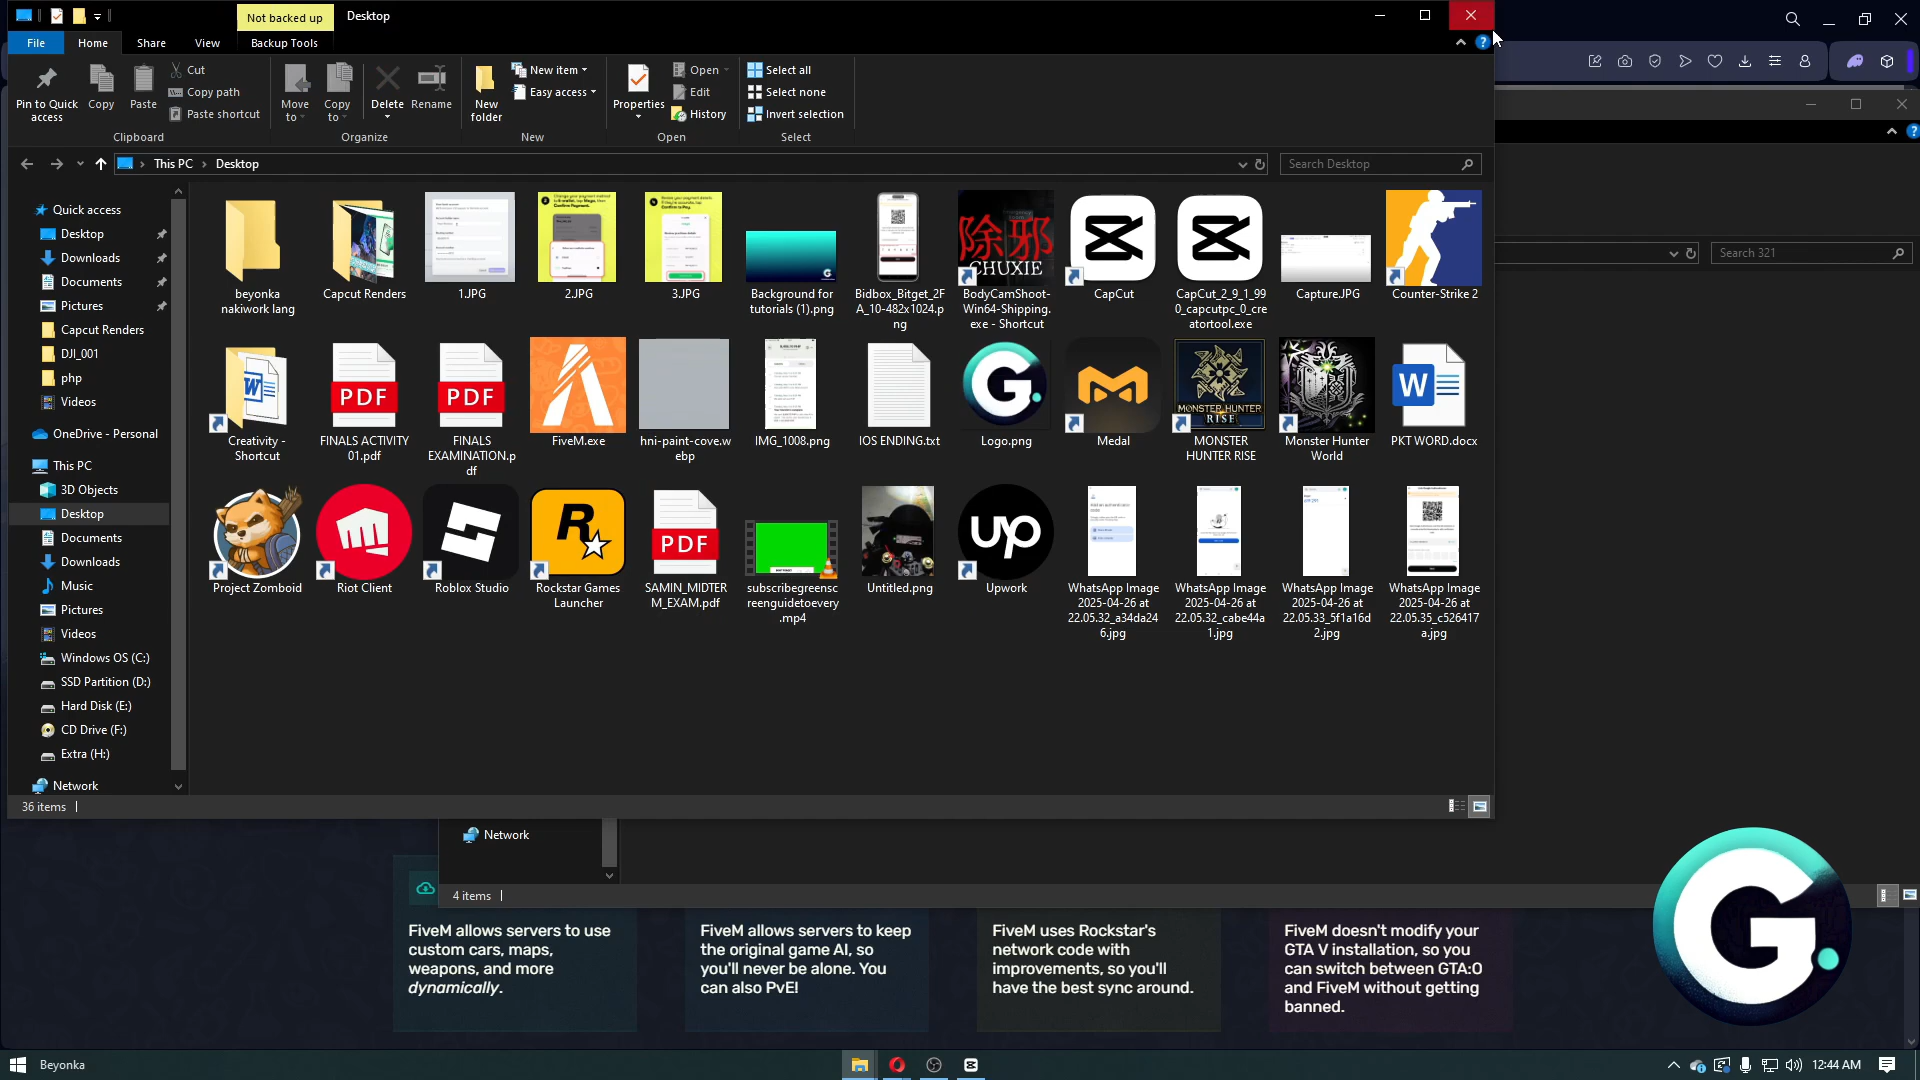 Not backed up
Desktop
File
Home
Share
View
Backup Tools
Pin to Quick access
Copy
Paste
Cut
Copy path
Paste shortcut
Clipboard
Move to
Copy to
Delete
Rename
Organize
New folder
New item
Easy access
New
Properties
Open
Edit
History
Open
Select all
Select none
Invert selection
Select
This PC
Desktop
Search Desktop
Search 321
Quick access
Desktop
Downloads
Documents
Pictures
Capcut Renders
DJI_001
php
Videos
OneDrive - Personal
This PC
3D Objects
Desktop
Documents
Downloads
Music
Pictures
Videos
Windows OS (C:)
SSD Partition (D:)
Hard Disk (E:)
CD Drive (F:)
Extra (H:)
Network
36 items
beyonka
nakiwork lang
Capcut Renders
1.JPG
2.JPG
3.JPG
Background for
tutorials (1).png
Bidbox_Bitget_2F
A_10-482x1024.p
ng
除邪
CHUXIE
BodyCamShoot-
Win64-Shipping.
exe - Shortcut
CapCut
CapCut_2_9_1_99
0_capcutpc_0_cre
atortool.exe
Capture.JPG
Counter-Strike 2
Creativity -
Shortcut
PDF
FINALS ACTIVITY
01.pdf
PDF
FINALS
EXAMINATION.p
df
FiveM.exe
hni-paint-cove.w
ebp
IMG_1008.png
IOS ENDING.txt
G.
Logo.png
Medal
MONSTER HUNTER
RISE
MONSTER
HUNTER RISE
Monster Hunter
World
W
PKT WORD.docx
Project Zomboid
Riot Client
Roblox Studio
R
Rockstar Games
Launcher
PDF
SAMIN_MIDTER
M_EXAM.pdf
subscribegreensc
reenguidetoevery
.mp4
Untitled.png
up
Upwork
WhatsApp Image
2025-04-26 at
22.05.32_a34da24
6.jpg
WhatsApp Image
2025-04-26 at
22.05.32_cabe44a
1.jpg
WhatsApp Image
2025-04-26 at
22.05.33_5f1a16d
2.jpg
WhatsApp Image
2025-04-26 at
22.05.35_c526417
a.jpg
Network
4 items
FiveM allows servers to use
custom cars, maps,
weapons, and more
dynamically.
FiveM allows servers to keep
the original game AI, so
you'll never be alone. You
can also PvE!
FiveM uses Rockstar's
network code with
improvements, so you'll
have the best sync around.
FiveM doesn't modify your
GTA V installation, so you
can switch between GTA:O
and FiveM without getting
banned.
G.
Beyonka
12:44 AM